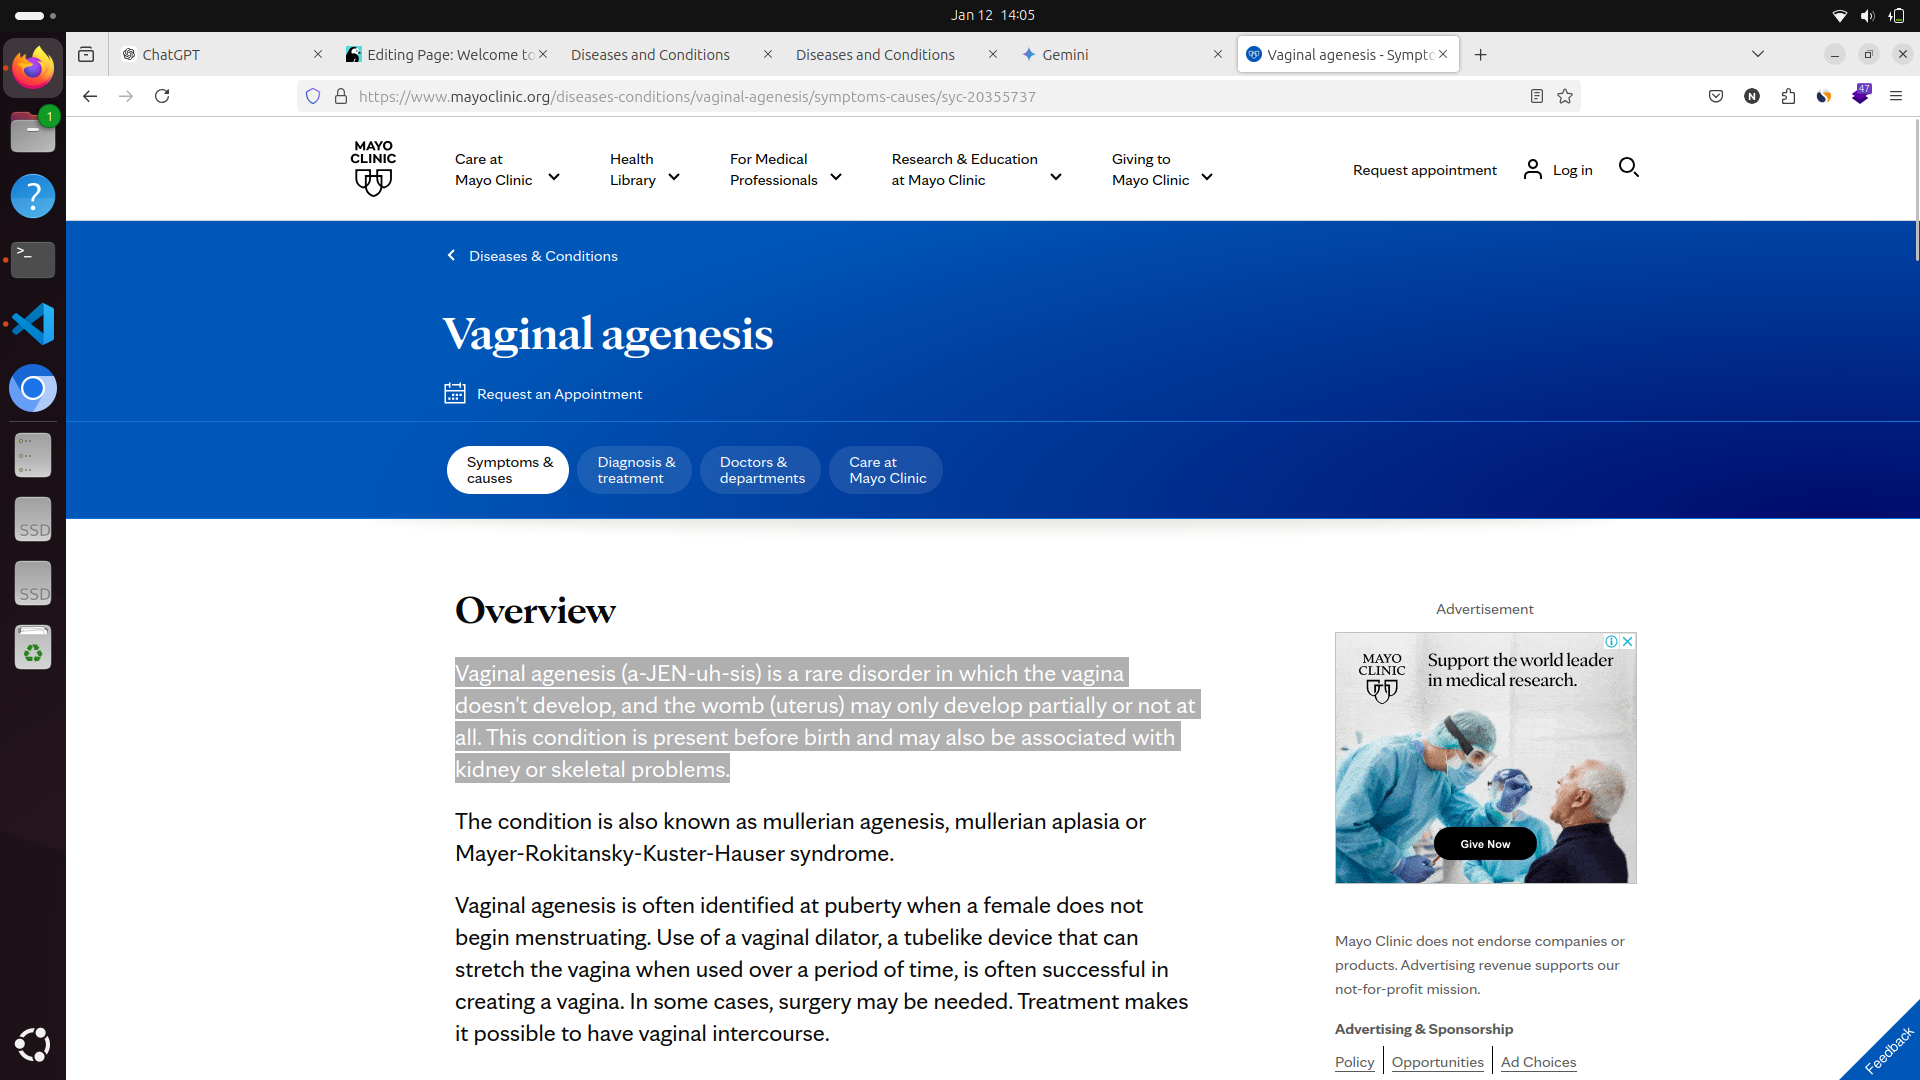 Jan 12 14:05
ChatGPT
Editing Page: Welcome to
Diseases and Conditions
Diseases and Conditions
Gemini
Vaginal agenesis - Sympto
https://www.mayoclinic.org/diseases-conditions/vaginal-agenesis/symptoms-causes/syc-20355737
N
47
1
?
>_
SSD
SSD
MAYO
CLINIC
Care at
Mayo Clinic
Health
Library
For Medical
Professionals
Research & Education
at Mayo Clinic
Giving to
Mayo Clinic
Request appointment
Log in
Diseases & Conditions
Vaginal agenesis
Request an Appointment
Symptoms &
causes
Diagnosis &
treatment
Doctors &
departments
Care at
Mayo Clinic
Overview
Vaginal agenesis (a-JEN-uh-sis) is a rare disorder in which the vagina
doesn't develop, and the womb (uterus) may only develop partially or not at
all. This condition is present before birth and may also be associated with
kidney or skeletal problems.
The condition is also known as mullerian agenesis, mullerian aplasia or
Mayer-Rokitansky-Kuster-Hauser syndrome.
Vaginal agenesis is often identified at puberty when a female does not
begin menstruating. Use of a vaginal dilator, a tubelike device that can
stretch the vagina when used over a period of time, is often successful in
creating a vagina. In some cases, surgery may be needed. Treatment makes
it possible to have vaginal intercourse.
Advertisement
MAYO
CLINIC
Support the world leader
in medical research.
Give Now
Mayo Clinic does not endorse companies or
products. Advertising revenue supports our
not-for-profit mission.
Advertising & Sponsorship
Policy
Opportunities
Ad Choices
Feedback